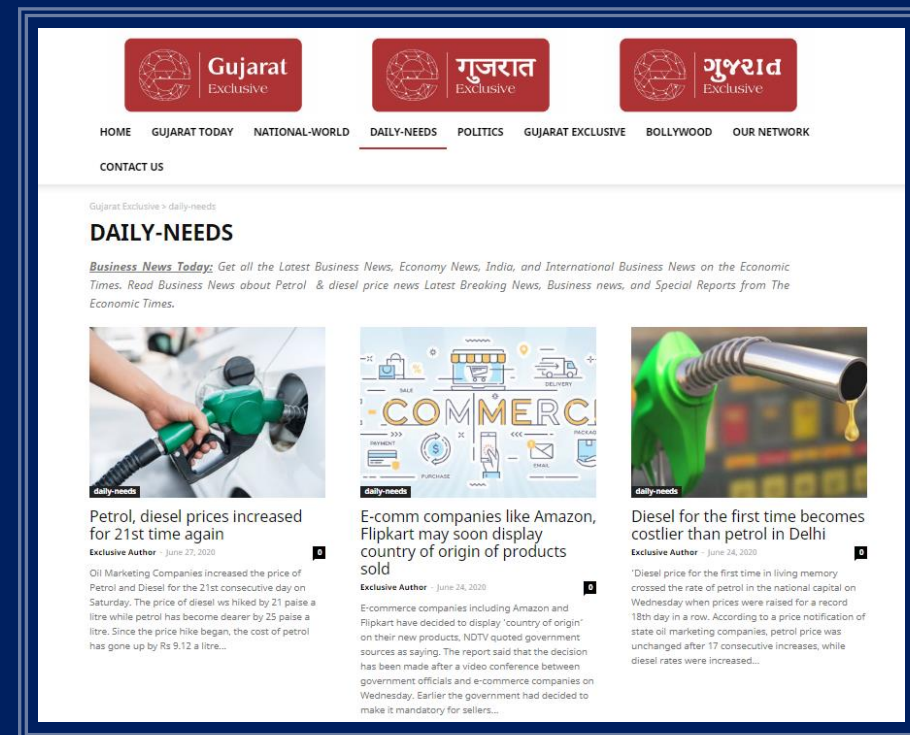 Gujarat
Exclusive
गुजरात
Exclusive
ગુજરાત
Exclusive
HOME GUJARAT TODAY NATIONAL-WORLD DAILY-NEEDS POLITICS GUJARAT EXCLUSIVE BOLLYWOOD OUR NETWORK
CONTACT US
Gujarat Exclusive > daily-needs
DAILY-NEEDS
Business News Today: Get all the Latest Business News, Economy News, India, and International Business News on the Economic
Times. Read Business News about Petrol & diesel price news Latest Breaking News, Business news, and Special Reports from The
Economic Times.
daily-needs
Petrol, diesel prices increased
for 21st time again
Exclusive Author - June 27, 2020 0
Oil Marketing Companies increased the price of
Petrol and Diesel for the 21st consecutive day on
Saturday. The price of diesel ws hiked by 21 paise a
litre while petrol has become dearer by 25 paise a
litre. Since the price hike began, the cost of petrol
has gone up by Rs 9.12 a litre...
SALE
DELIVERY
-COMMERC
PAYMENT
PURCHASE
EMAIL
PACKAG
daily-needs
E-comm companies like Amazon,
Flipkart may soon display
country of origin of products
sold
Exclusive Author - June 24, 2020 0
E-commerce companies including Amazon and
Flipkart have decided to display 'country of origin'
on their new products, NDTV quoted government
sources as saying. The report said that the decision
has been made after a video conference between
government officials and e-commerce companies on
Wednesday. Earlier the government had decided to
make it mandatory for sellers...
daily-needs
Diesel for the first time becomes
costlier than petrol in Delhi
Exclusive Author - June 24, 2020 0
'Diesel price for the first time in living memory
crossed the rate of petrol in the national capital on
Wednesday when prices were raised for a record
18th day in a row. According to a price notification of
state oil marketing companies, petrol price was
unchanged after 17 consecutive increases, while
diesel rates were increased...